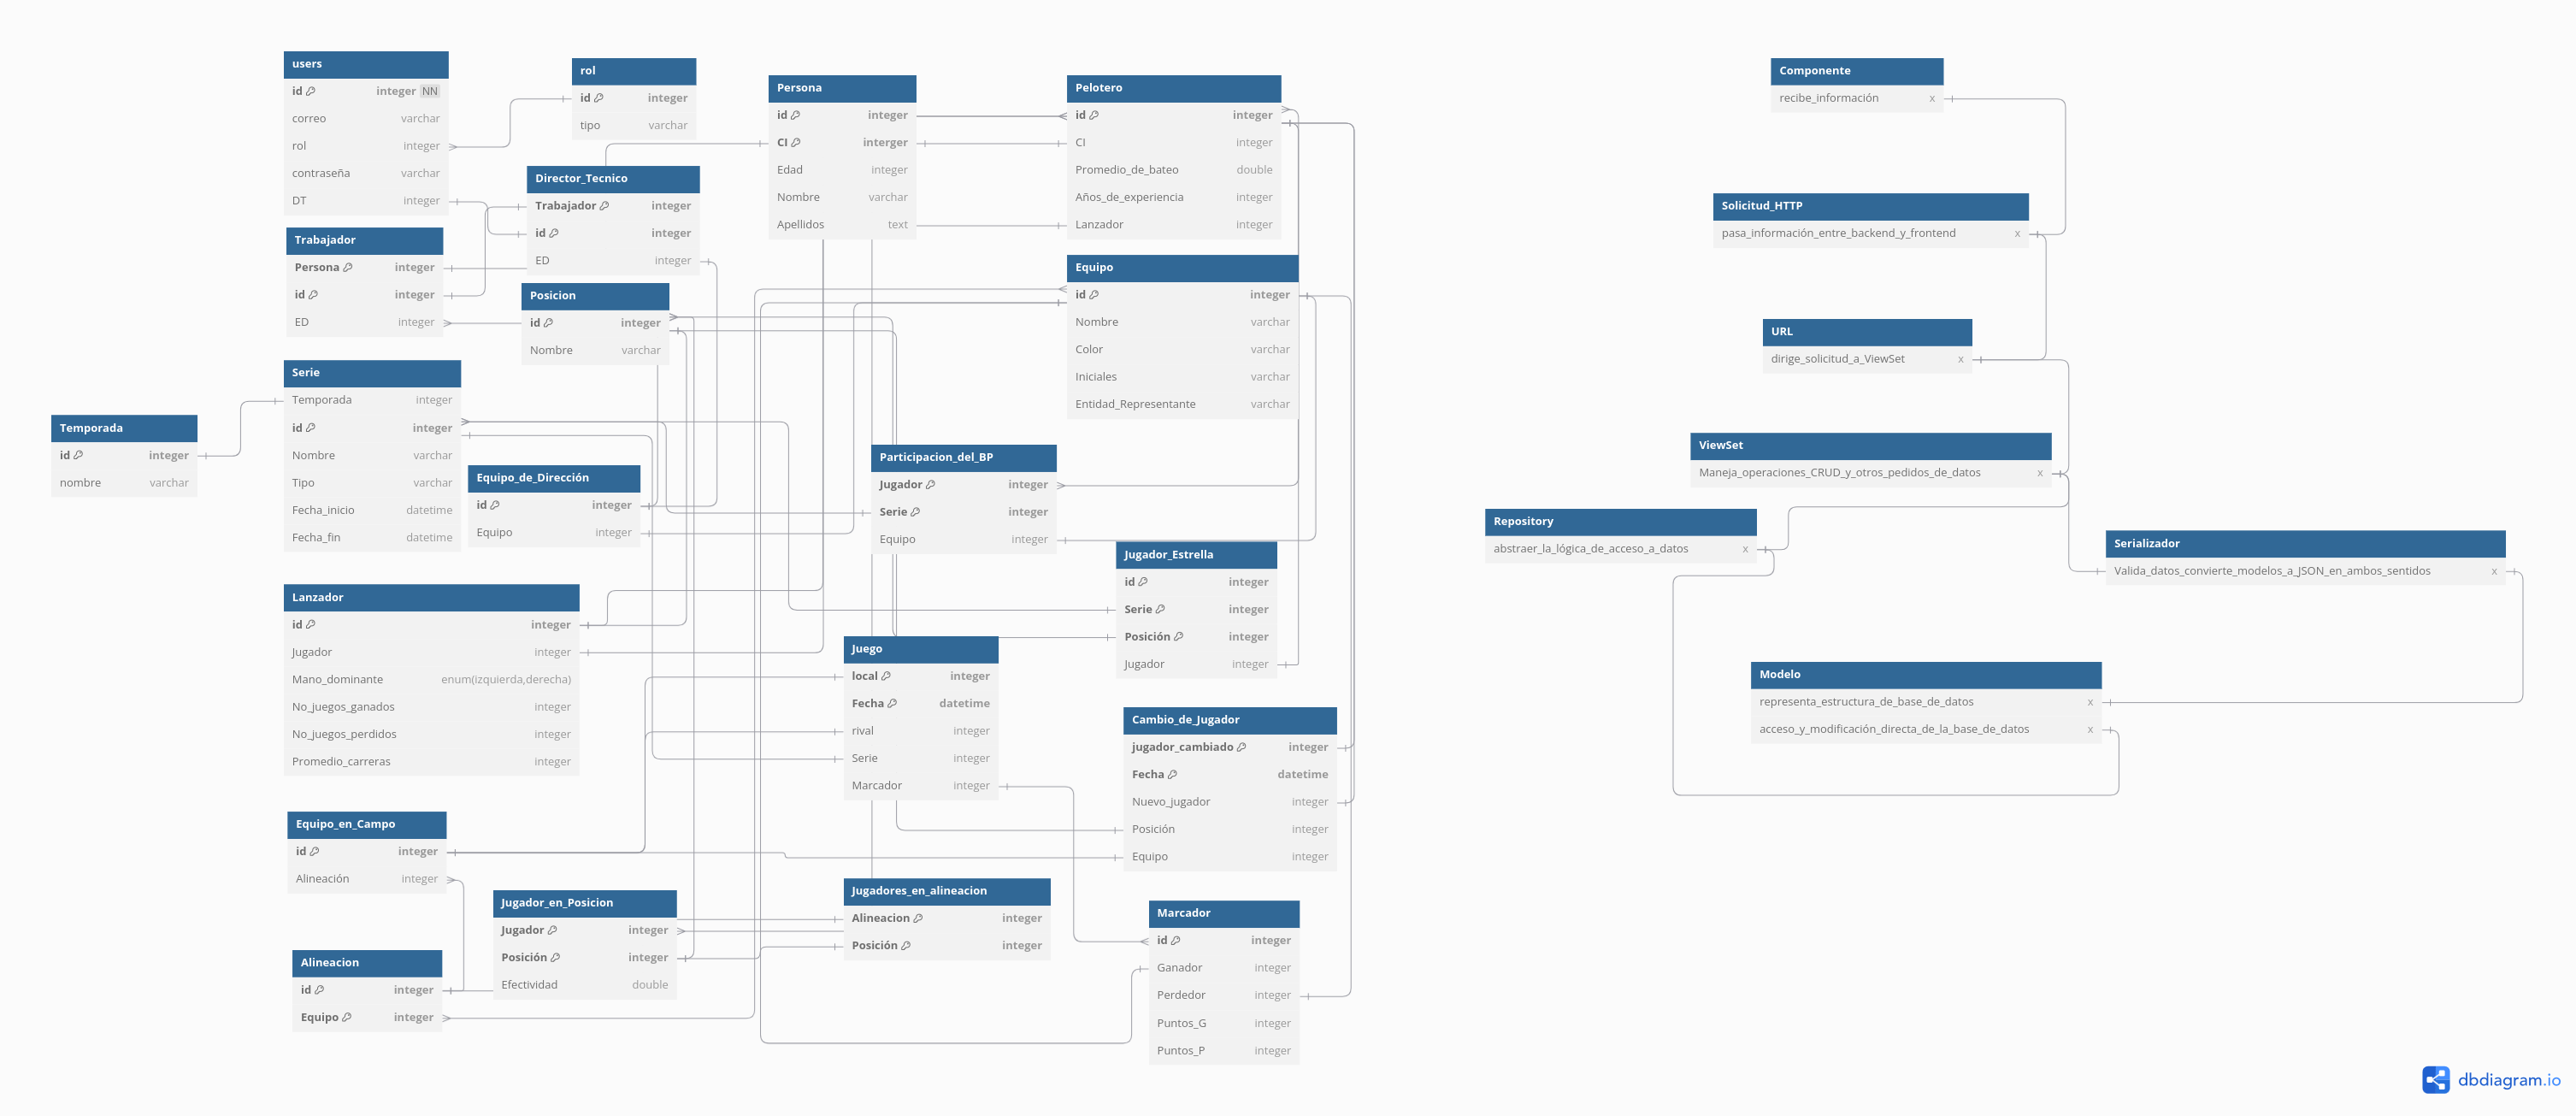 users
id integer NN
correo varchar
rol integer
contraseña varchar
DT integer
rol
id integer
tipo varchar
Persona
id integer
CI interger
Edad integer
Nombre varchar
Apellidos text
Pelotero
id integer
CI integer
Promedio_de_bateo double
Años_de_experiencia integer
Lanzador integer
Director_Tecnico
Trabajador integer
id integer
ED integer
Trabajador
Persona integer
id integer
ED integer
Posicion
id integer
Nombre varchar
Equipo
id integer
Nombre varchar
Color varchar
Iniciales varchar
Entidad_Representante varchar
Serie
Temporada integer
id integer
Nombre varchar
Tipo varchar
Fecha_inicio datetime
Fecha_fin datetime
Temporada
id integer
nombre varchar
Equipo_de_Dirección
id integer
Equipo integer
Participacion_del_BP
Jugador integer
Serie integer
Equipo integer
Jugador_Estrella
id integer
Serie integer
Posición integer
Jugador integer
Lanzador
id integer
Jugador integer
Mano_dominante enum(izquierda,derecha)
No_juegos_ganados integer
No_juegos_perdidos integer
Promedio_carreras integer
Juego
local integer
Fecha datetime
rival integer
Serie integer
Marcador integer
Cambio_de_Jugador
jugador_cambiado integer
Fecha datetime
Nuevo_jugador integer
Posición integer
Equipo integer
Equipo_en_Campo
id integer
Alineación integer
Jugador_en_Posicion
Jugador integer
Posición integer
Efectividad double
Jugadores_en_alineacion
Alineacion integer
Posición integer
Marcador
id integer
Ganador integer
Perdedor integer
Puntos_G integer
Puntos_P integer
Alineacion
id integer
Equipo integer
Componente
recibe_información x
Solicitud_HTTP
pasa_información_entre_backend_y_frontend x
URL
dirige_solicitud_a_ViewSet x
ViewSet
Maneja_operaciones_CRUD_y_otros_pedidos_de_datos x
Repository
abstraer_la_lógica_de_acceso_a_datos x
Serializador
Valida_datos_convierte_modelos_a_JSON_en_ambos_sentidos x
Modelo
representa_estructura_de_base_de_datos x
acceso_y_modificación_directa_de_la_base_de_datos x
dbdiagram.io